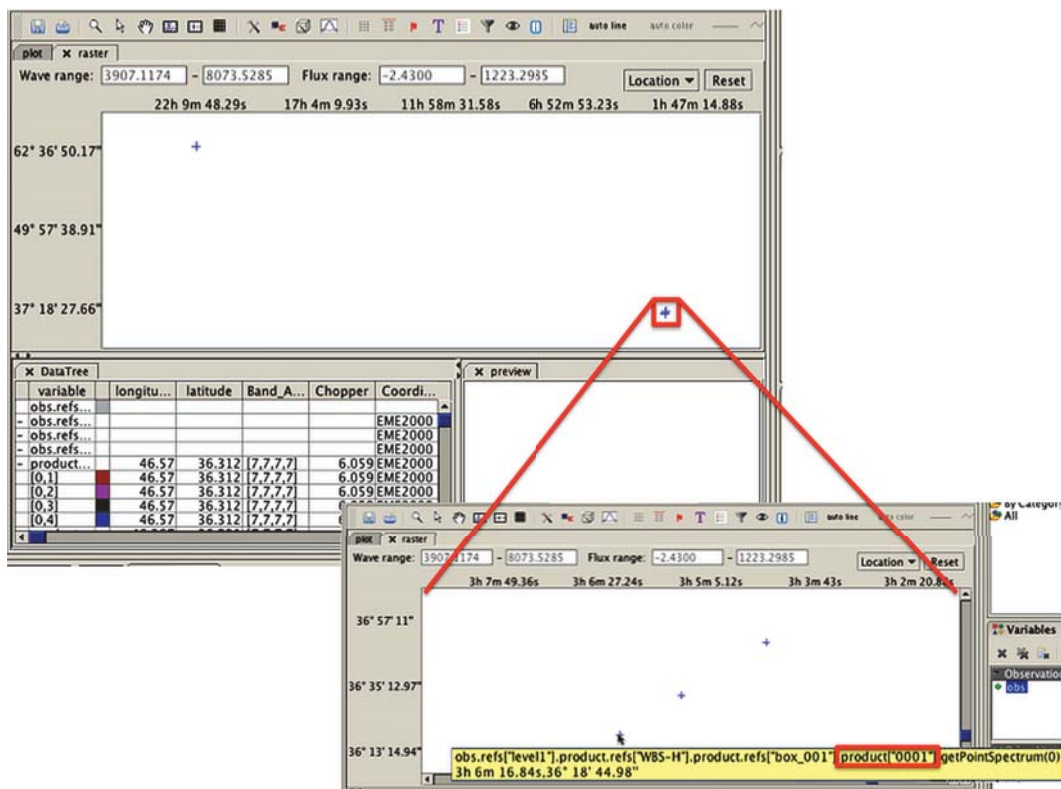 auto line auto color
plot × raster
Wave range: 3907.1174 - 8073.5285 Flux range: -2.4300 - 1223.2985 Location Reset
22h 9m 48.29s 17h 4m 9.93s 11h 58m 31.58s 6h 52m 53.23s 1h 47m 14.88s
62° 36' 50.17"
49° 57' 38.91"
37° 18' 27.66"
× DataTree
× preview
variable longitu... latitude Band_A... Chopper Coordi...
obs.refs...
obs.refs... EME2000
obs.refs... EME2000
obs.refs... EME2000
product... 46.57 36.312 [7,7,7,7] 6.059 EME2000
[0,1] 46.57 36.312 [7,7,7,7] 6.059 EME2000
[0,2] 46.57 36.312 [7,7,7,7] 6.059 EME2000
[0,3] 46.57 36.312 [7,7,7,7]
[0,4] 46.57 36.312 [7,7,7,7]
auto line auto color
By Category
All
plot × raster
Wave range: 3907.1174 - 8073.5285 Flux range: -2.4300 - 1223.2985 Location Reset
3h 7m 49.36s 3h 6m 27.24s 3h 5m 5.12s 3h 3m 43s 3h 2m 20.88s
36° 57' 11"
36° 35' 12.97"
36° 13' 14.94"
Variables
Observation
obs
obs.refs["level1"].product.refs["WBS-H"].product.refs["box_001"] product["0001"] getPointSpectrum(0)
3h 6m 16.84s,36° 18' 44.98"